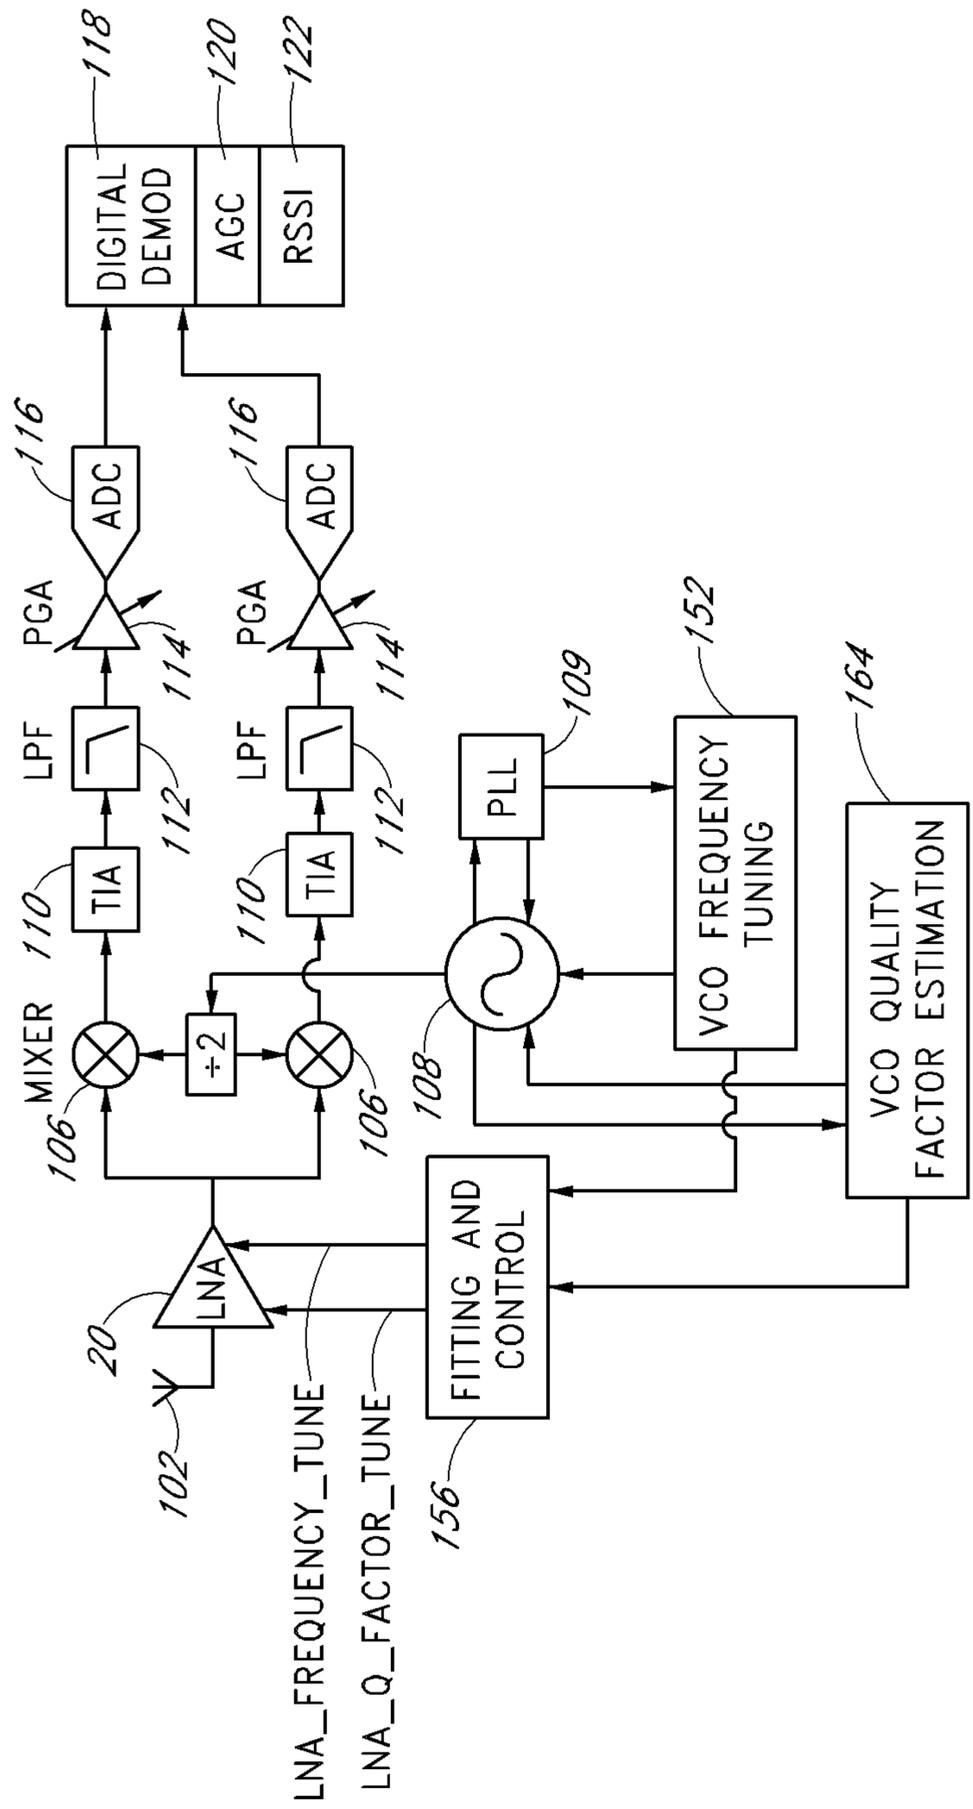 116
118
116
120
122
PGA
PGA
LPF
LPF
ADC
ADC
DIGITAL
DEMOD
AGC
RSSI
114
114
110
110
TIA
TIA
112
112
MIXER
106
÷2
106
20
LNA
102
108
PLL
109
152
VCO FREQUENCY
TUNING
164
VCO QUALITY
FACTOR ESTIMATION
LNA_FREQUENCY_TUNE
LNA_Q_FACTOR_TUNE
FITTING AND
CONTROL
156